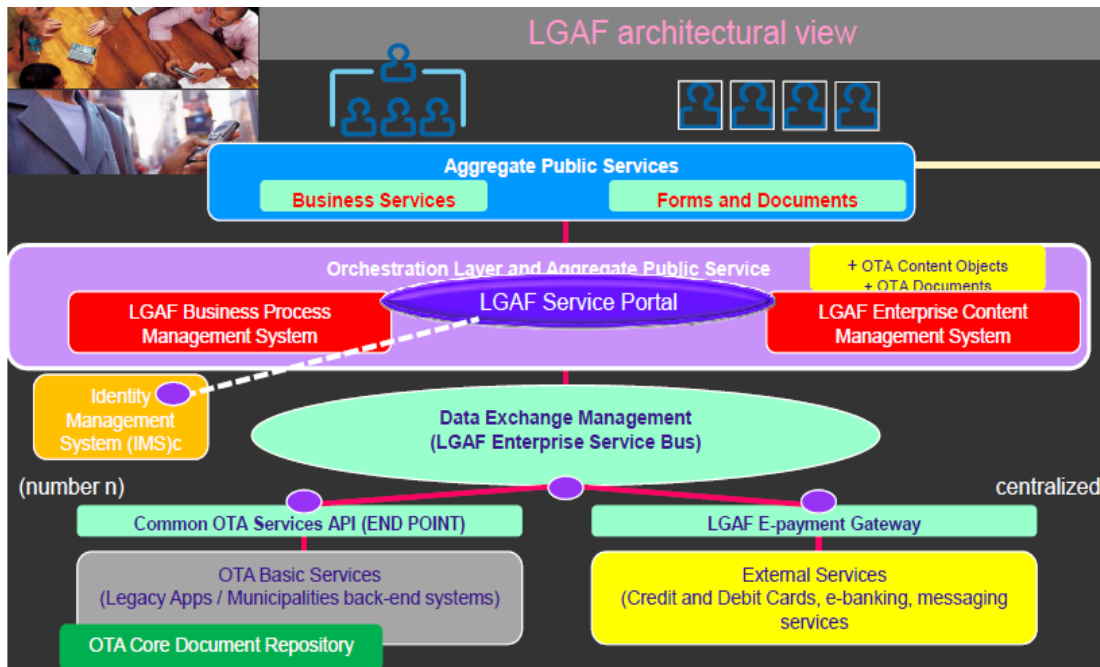 LGAF architectural view
Aggregate Public Services
Business Services
Forms and Documents
Orchestration Layer and Aggregate Public Service
+ OTA Content Objects
+ OTA Documents
LGAF Service Portal
LGAF Business Process
Management System
LGAF Enterprise Content
Management System
Identity
Management
System (IMS)c
Data Exchange Management
(LGAF Enterprise Service Bus)
(number n)
centralized
Common OTA Services API (END POINT)
LGAF E-payment Gateway
OTA Basic Services
(Legacy Apps / Municipalities back-end systems)
External Services
(Credit and Debit Cards, e-banking, messaging
services
OTA Core Document Repository